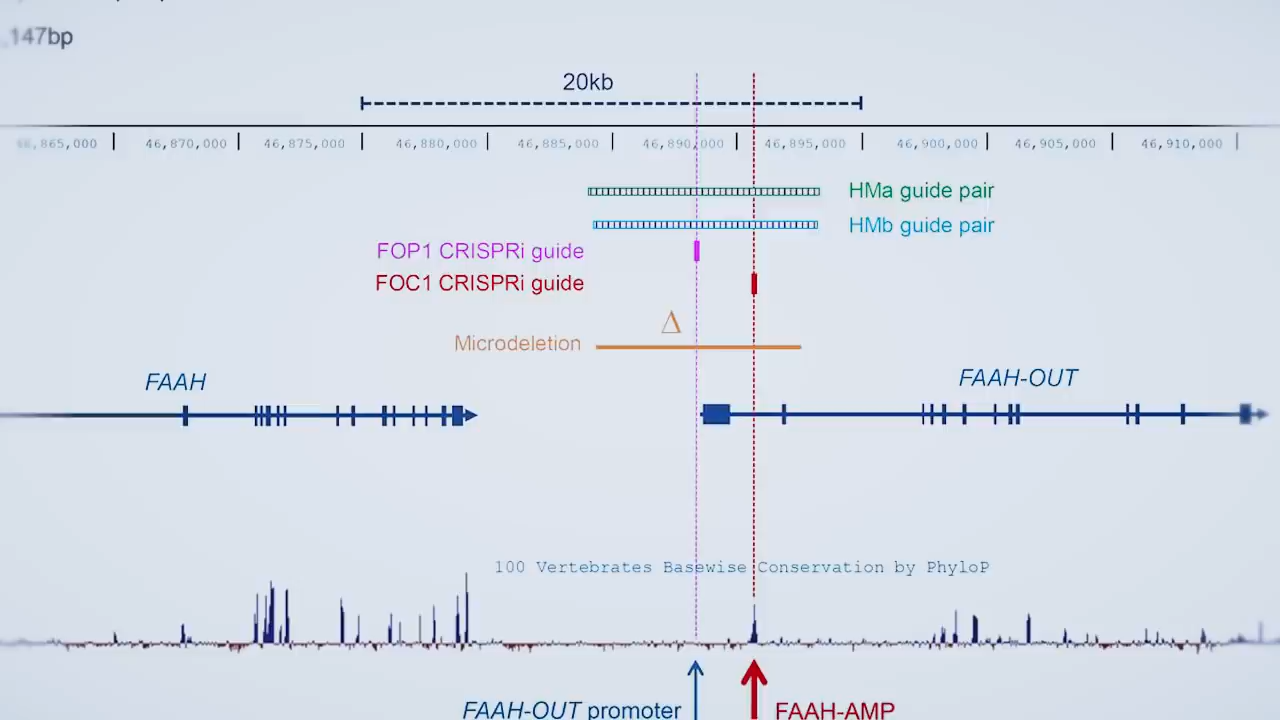 147bp
20kb
46,865,000 46,870,000 46,875,000 46,880,000 46,885,000 46,890,000 46,895,000 46,900,000 46,905,000 46,910,000
HMa guide pair
HMb guide pair
FOP1 CRISPRi guide
FOC1 CRISPRi guide
Δ
Microdeletion
FAAH
FAAH-OUT
100 Vertebrates Basewise Conservation by PhyloP
FAAH-OUT promoter
FAAH-AMP